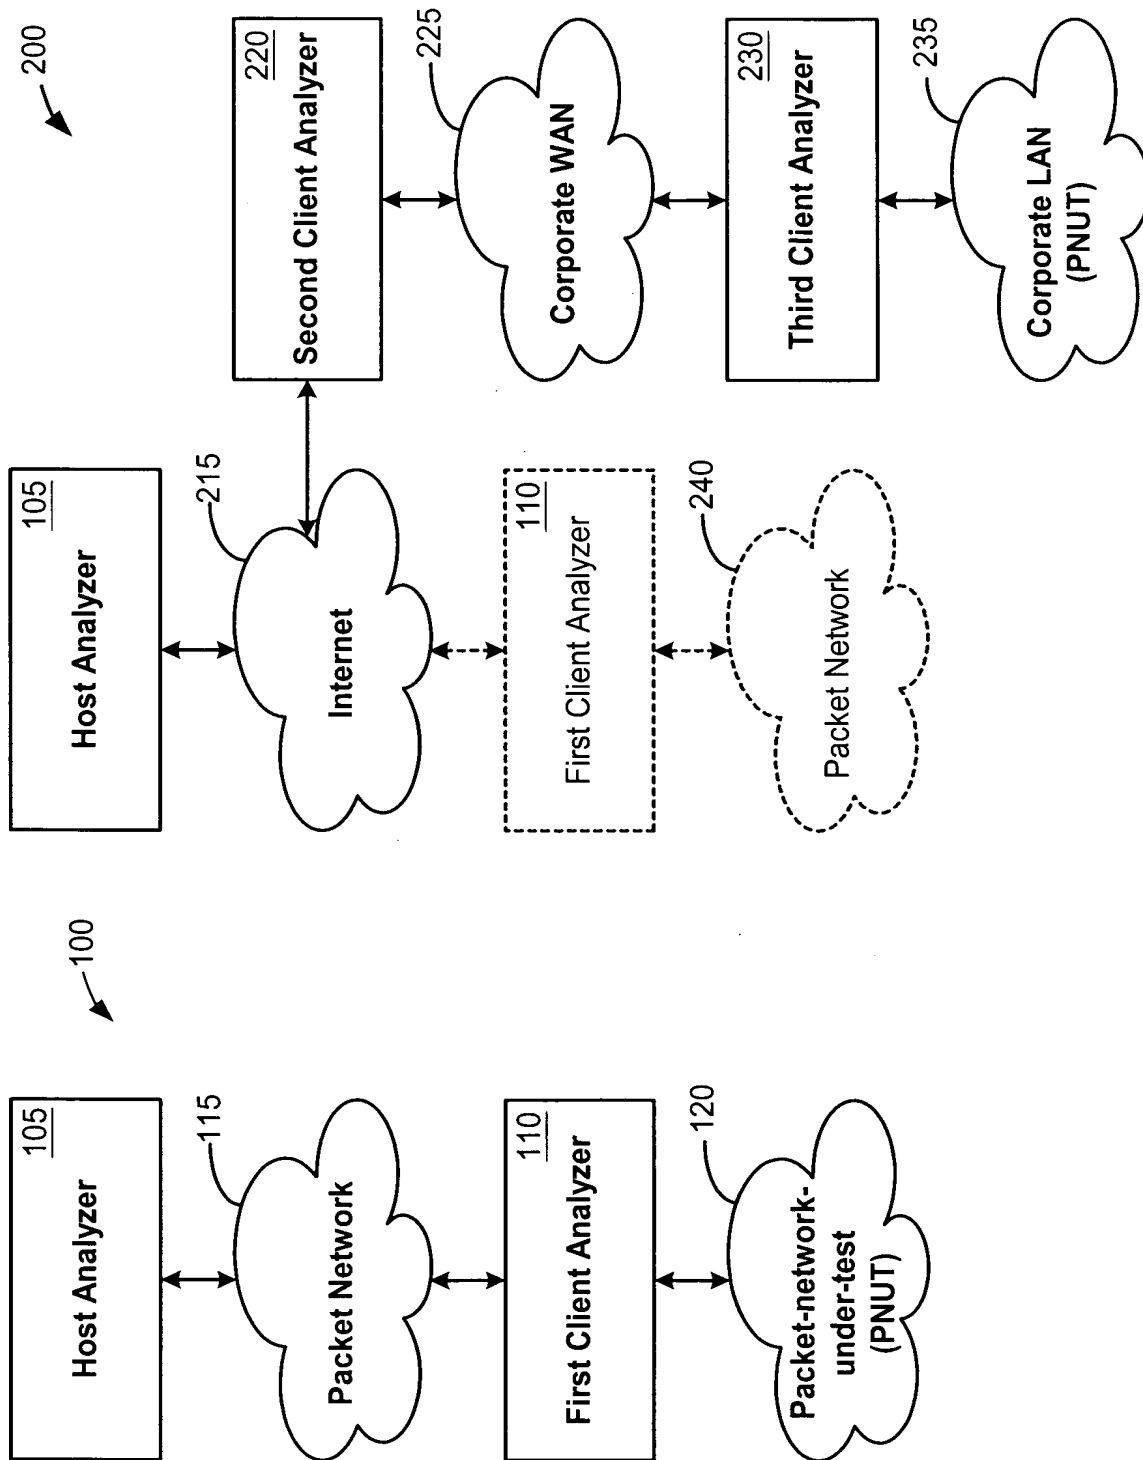 100
Host Analyzer
105
115
Packet Network
First Client Analyzer
110
120
Packet-network-
under-test
(PNUT)
200
Host Analyzer
105
215
Internet
First Client Analyzer
110
240
Packet Network
Second Client Analyzer
220
225
Corporate WAN
Third Client Analyzer
230
235
Corporate LAN
(PNUT)